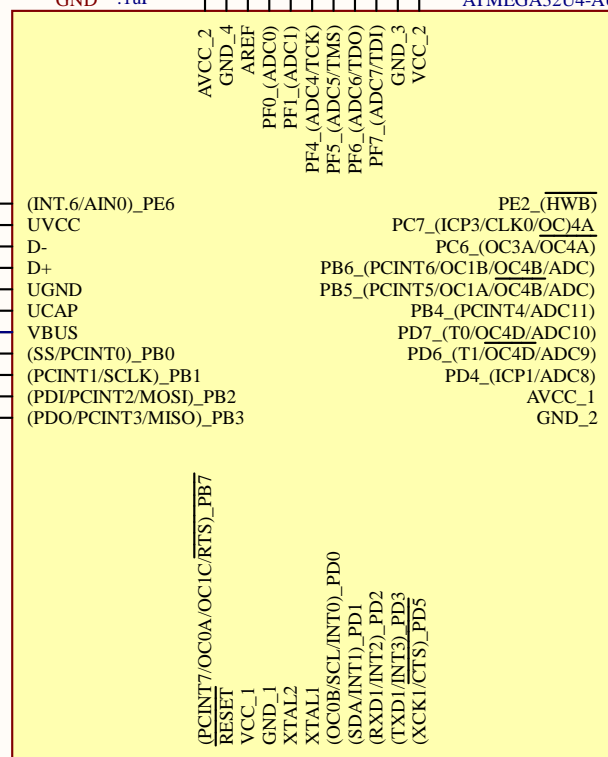 GND
.1uf
ATMEGA32U4-AU
AVCC_2
GND_4
AREF
PF0_(ADC0)
PF1_(ADC1)
PF4_(ADC4/TCK)
PF5_(ADC5/TMS)
PF6_(ADC6/TDO)
PF7_(ADC7/TDI)
GND_3
VCC_2
(INT.6/AIN0)_PE6
UVCC
D-
D+
UGND
UCAP
VBUS
(SS/PCINT0)_PB0
(PCINT1/SCLK)_PB1
(PDI/PCINT2/MOSI)_PB2
(PDO/PCINT3/MISO)_PB3
PE2_(HWB)
PC7_(ICP3/CLK0/OC)4A
PC6_(OC3A/OC4A)
PB6_(PCINT6/OC1B/OC4B/ADC)
PB5_(PCINT5/OC1A/OC4B/ADC)
PB4_(PCINT4/ADC11)
PD7_(T0/OC4D/ADC10)
PD6_(T1/OC4D/ADC9)
PD4_(ICP1/ADC8)
AVCC_1
GND_2
(PCINT7/OC0A/OC1C/RTS)_PB7
RESET
VCC_1
GND_1
XTAL2
XTAL1
(OC0B/SCL/INT0)_PD0
(SDA/INT1)_PD1
(RXD1/INT2)_PD2
(TXD1/INT3)_PD3
(XCK1/CTS)_PD5